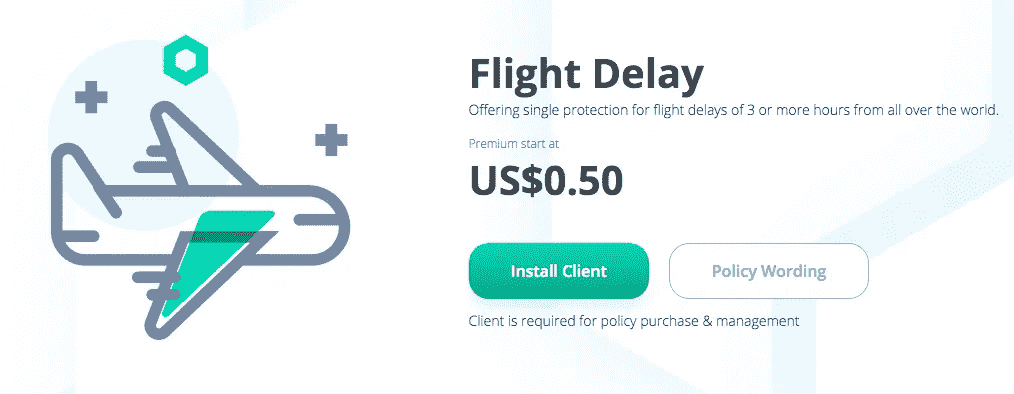 Flight Delay
Offering single protection for flight delays of 3 or more hours from all over the world.
Premium start at
US$0.50
Install Client
Policy Wording
Client is required for policy purchase & management